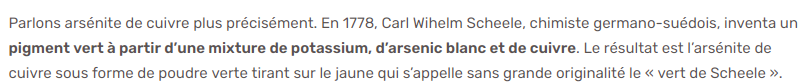 Parlons arsénite de cuivre plus précisément. En 1778, Carl Wihelm Scheele, chimiste germano-suédois, inventa un
pigment vert à partir d’une mixture de potassium, d’arsenic blanc et de cuivre. Le résultat est l’arsénite de
cuivre sous forme de poudre verte tirant sur le jaune qui s’appelle sans grande originalité le « vert de Scheele ».